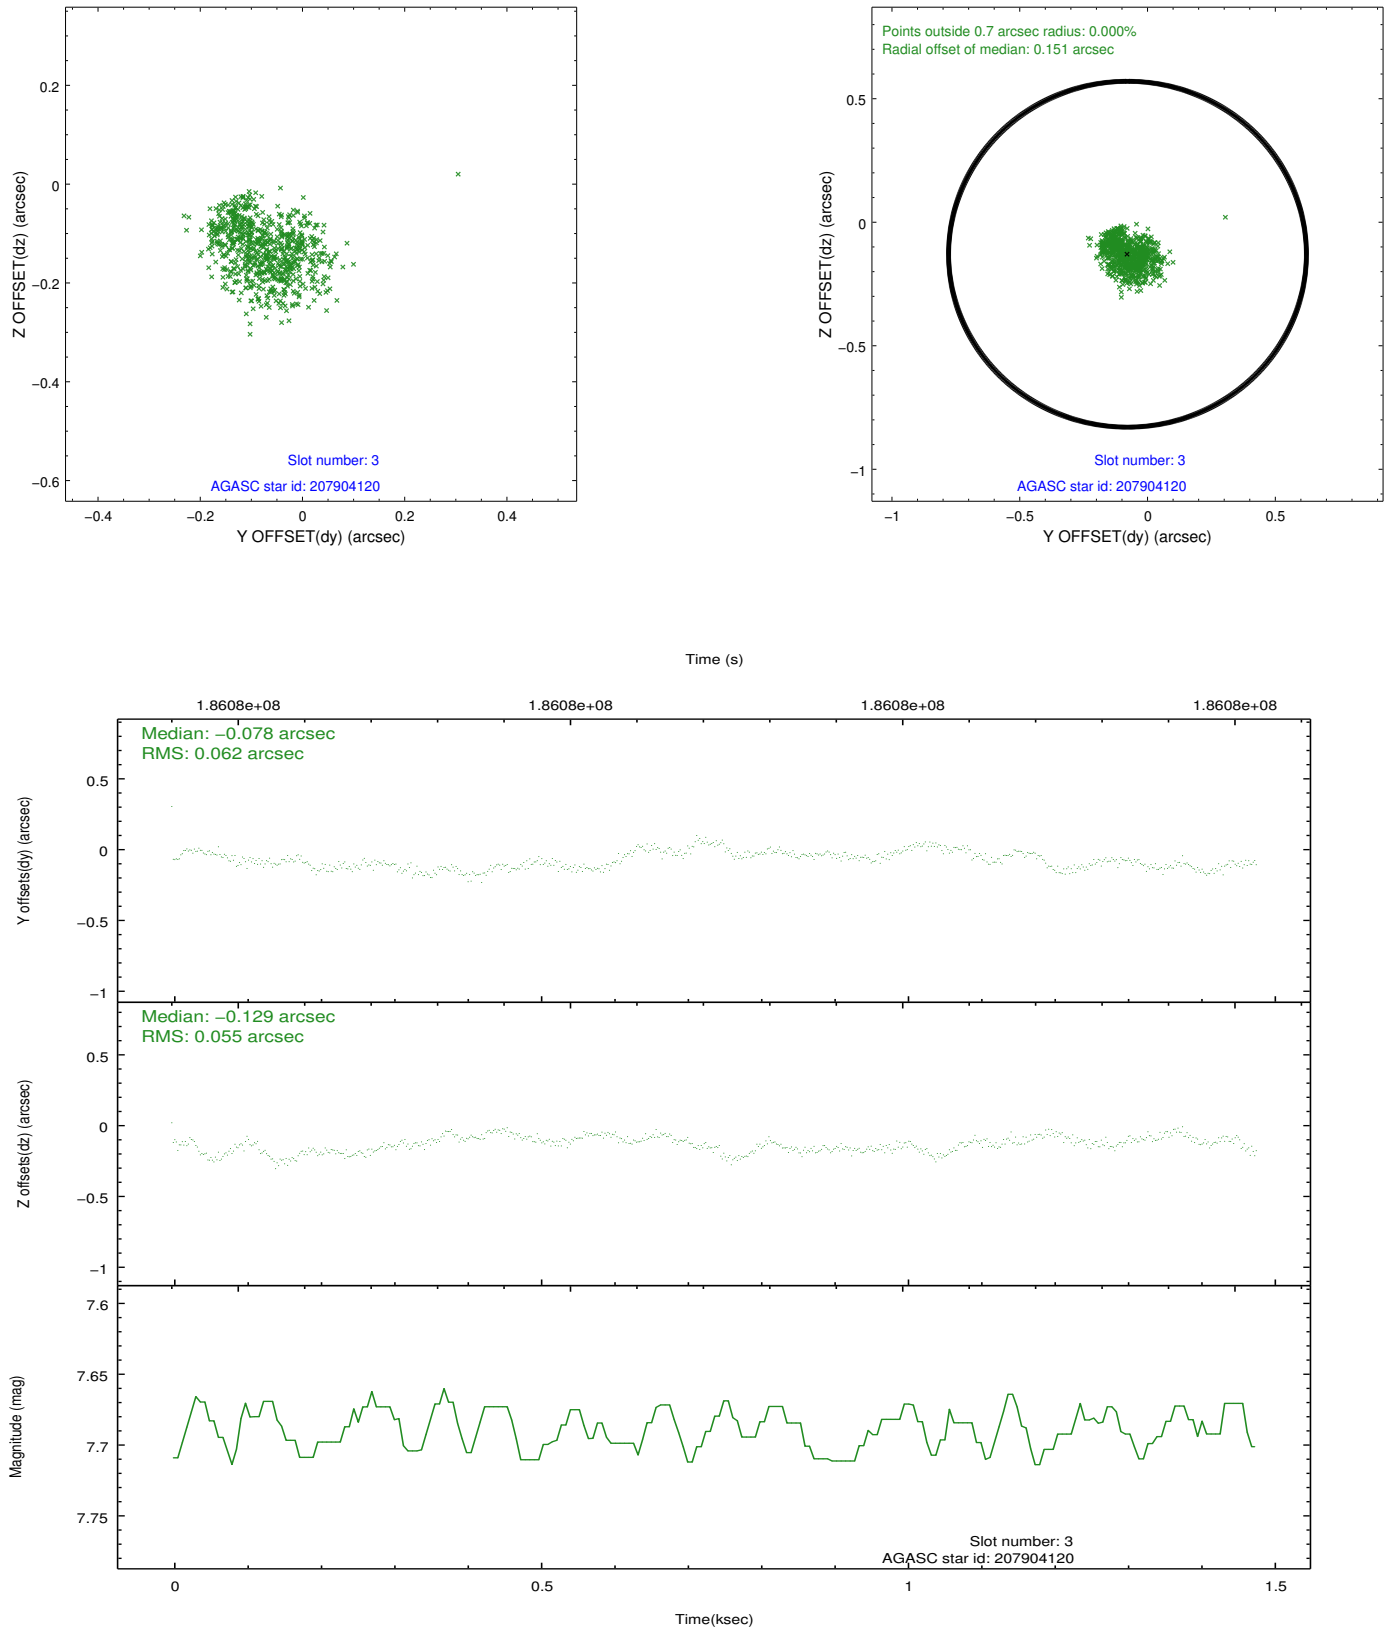 Points outside 0.7 arcsec radius: 0.000%
Radial offset of median: 0.151 arcsec
0.2
0
−0.2
−0.4
−0.6
Z OFFSET(dz) (arcsec)
Slot number: 3
AGASC star id: 207904120
−0.4 −0.2 0 0.2 0.4
Y OFFSET(dy) (arcsec)
0.5
0
−0.5
−1
Z OFFSET(dz) (arcsec)
Slot number: 3
AGASC star id: 207904120
−1 −0.5 0 0.5
Y OFFSET(dy) (arcsec)
Time (s)
1.8608e+08 1.8608e+08 1.8608e+08 1.8608e+08
Median: −0.078 arcsec
RMS: 0.062 arcsec
0.5
0
−0.5
−1
Y offsets(dy) (arcsec)
Median: −0.129 arcsec
RMS: 0.055 arcsec
0.5
0
−0.5
−1
Z offsets(dz) (arcsec)
7.6
7.65
7.7
7.75
Magnitude (mag)
Slot number: 3
AGASC star id: 207904120
0 0.5 1 1.5
Time(ksec)